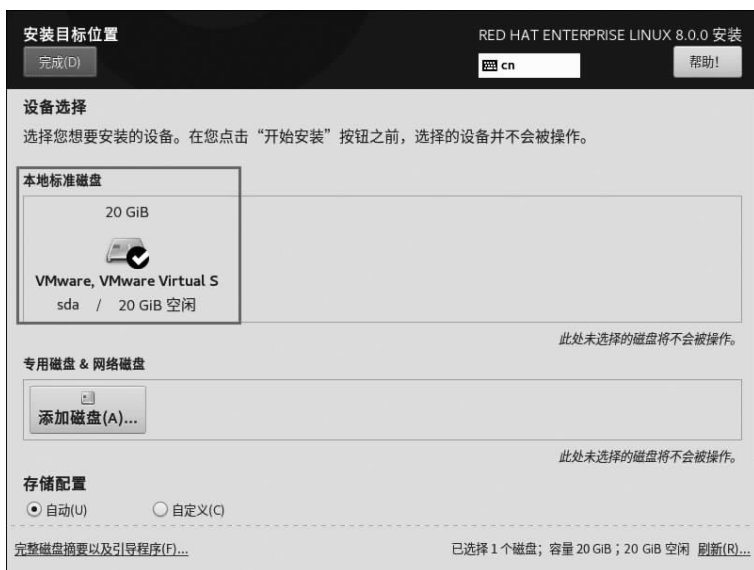 安装目标位置
RED HAT ENTERPRISE LINUX 8.0.0 安装
完成(D)
cn
帮助!
设备选择
选择您想要安装的设备。在您点击“开始安装”按钮之前，选择的设备并不会被操作。
本地标准磁盘
20 GiB
VMware, VMware Virtual S
sda / 20 GiB 空闲
此处未选择的磁盘将不会被操作。
专用磁盘 & 网络磁盘
添加磁盘(A)...
此处未选择的磁盘将不会被操作。
存储配置
自动(U) 自定义(C)
完整磁盘摘要以及引导程序(F)...
已选择 1 个磁盘；容量 20 GiB；20 GiB 空闲 刷新(R)...